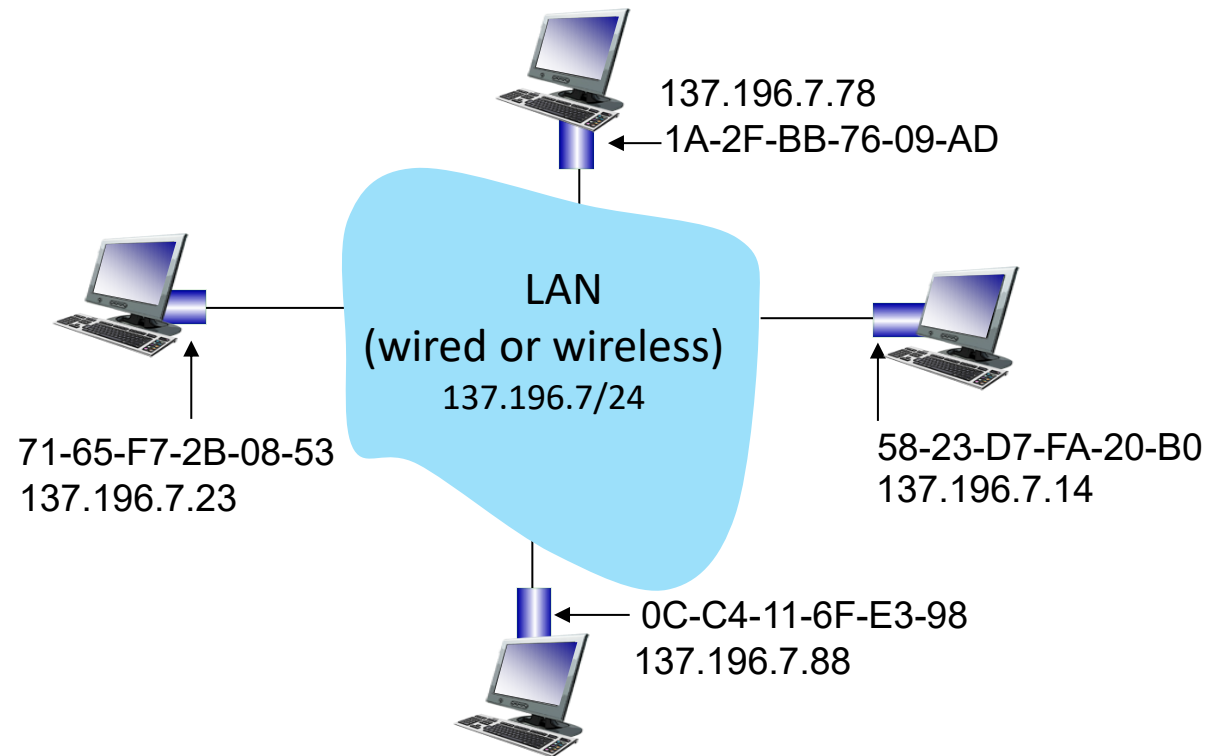 137.196.7.78
1A-2F-BB-76-09-AD
LAN
(wired or wireless)
137.196.7/24
71-65-F7-2B-08-53
137.196.7.23
58-23-D7-FA-20-B0
137.196.7.14
0C-C4-11-6F-E3-98
137.196.7.88